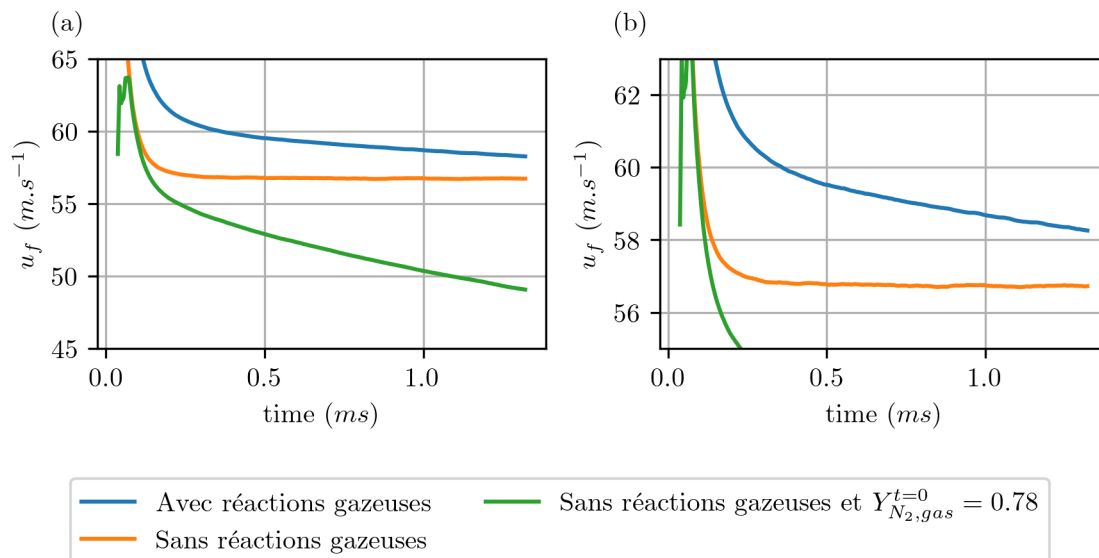 (a)
(b)
65
60
55
50
45
u_f (m.s^{-1})
0.0
0.5
1.0
time (ms)
62
60
58
56
u_f (m.s^{-1})
0.0
0.5
1.0
time (ms)
Avec réactions gazeuses
Sans réactions gazeuses
Sans réactions gazeuses et Y_{N_2,gas}^{t=0} = 0.78